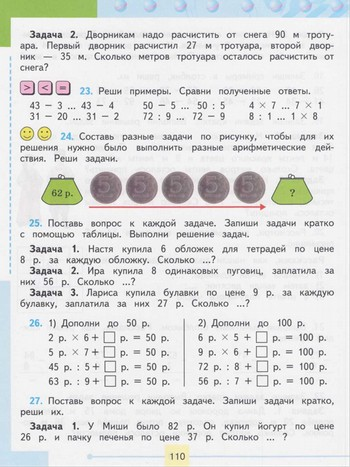 Задача 2. Дворникам надо расчистить от снега 90 м троту-
ара. Первый дворник расчистил 27 м тротуара, второй двор-
ник — 35 м. Сколько метров тротуара осталось расчистить от
снега?
> < = 23. Реши примеры. Сравни полученные ответы.
43 − 3 ... 43 − 4 50 − 5 ... 50 : 5 4 × 7 ... 7 × 1
31 − 20 ... 31 − 2 72 : 9 ... 72 − 9 8 : 1 ... 1 × 8
24. Составь разные задачи по рисунку, чтобы для их
решения нужно было выполнить разные арифметические дей-
ствия. Реши задачи.
62 р. 5 5 5 5 5 ?
25. Поставь вопрос к каждой задаче. Запиши задачи кратко
с помощью таблицы. Выполни решение задач.
Задача 1. Настя купила 6 обложек для тетрадей по цене
8 р. за каждую обложку. Сколько ...?
Задача 2. Ира купила 8 одинаковых пуговиц, заплатила за
них 56 р. Сколько ...?
Задача 3. Лариса купила булавки по цене 9 р. за каждую
булавку, заплатила за них 27 р. Сколько ...?
26. 1) Дополни до 50 р. 2) Дополни до 100 р.
2 р. × 6 + □ р. = 50 р. 6 р. × 5 + □ р. = 100 р.
5 р. × 7 + □ р. = 50 р. 9 р. × 6 + □ р. = 100 р.
45 р. : 5 + □ р. = 50 р. 72 р. : 8 + □ р. = 100 р.
63 р. : 9 + □ р. = 50 р. 56 р. : 7 + □ р. = 100 р.
27. Поставь вопрос к каждой задаче. Запиши задачи кратко,
реши их.
Задача 1. У Миши было 82 р. Он купил йогурт по цене
26 р. и пачку печенья по цене 37 р. Сколько ... ?
110